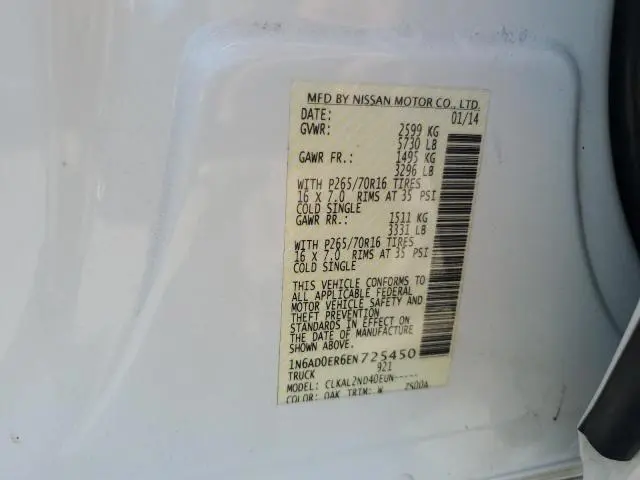 MFD BY NISSAN MOTOR CO., LTD.
DATE: 01/14
GVWR: 2599 KG
5730 LB
GAWR FR.: 1495 KG
3296 LB
WITH P265/70R16 TIRES
16 X 7.0 RIMS AT 35 PSI
COLD SINGLE
GAWR RR.: 1511 KG
3331 LB
WITH P265/70R16 TIRES
16 X 7.0 RIMS AT 35 PSI
COLD SINGLE
THIS VEHICLE CONFORMS TO
ALL APPLICABLE FEDERAL
MOTOR VEHICLE SAFETY AND
THEFT PREVENTION
STANDARDS IN EFFECT ON
THE DATE OF MANUFACTURE
SHOWN ABOVE.
1N6AD0ER6EN725450
TRUCK 921
MODEL: CLKAL2ND40EUN-----
COLOR: QAK TRIM: W 7500A